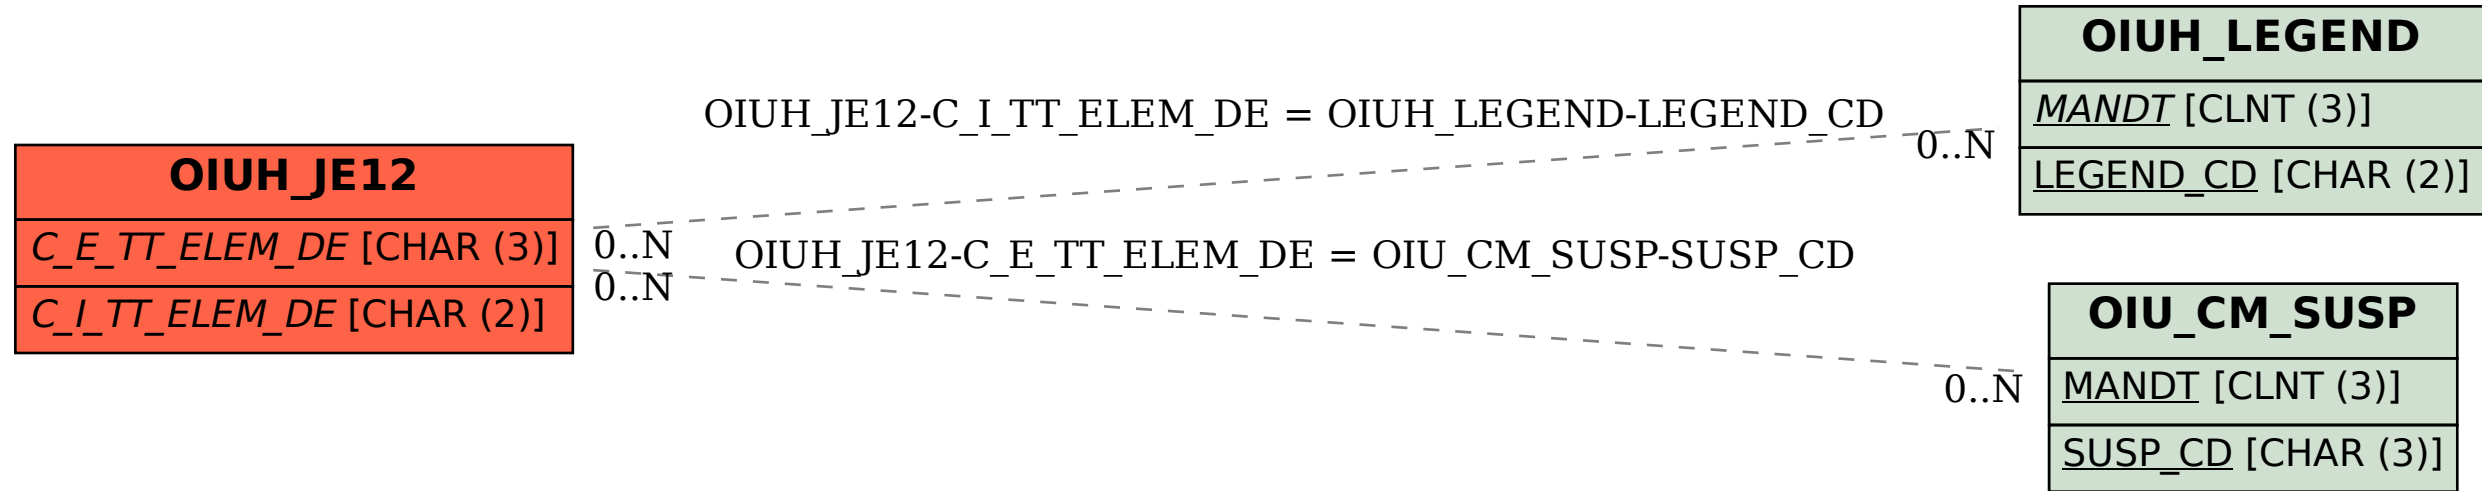 OIUH_JE12
C_E_TT_ELEM_DE [CHAR (3)]
C_I_TT_ELEM_DE [CHAR (2)]
OIUH_JE12-C_I_TT_ELEM_DE = OIUH_LEGEND-LEGEND_CD
0..N
0..N
OIUH_JE12-C_E_TT_ELEM_DE = OIU_CM_SUSP-SUSP_CD
0..N
0..N
OIUH_LEGEND
MANDT [CLNT (3)]
LEGEND_CD [CHAR (2)]
OIU_CM_SUSP
MANDT [CLNT (3)]
SUSP_CD [CHAR (3)]